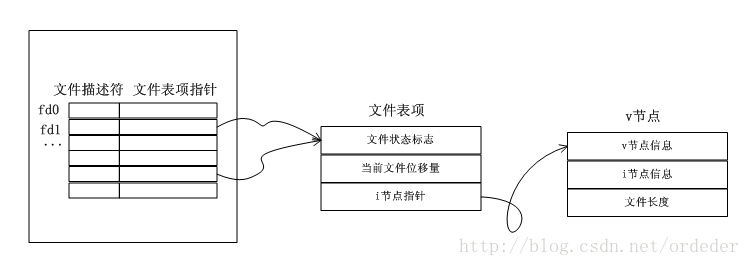 文件描述符 文件表项指针
fd0
fd1
...
文件表项
文件状态标志
当前文件位移量
i节点指针
v节点
v节点信息
i节点信息
文件长度
http://blog.csdn.net/ordeder